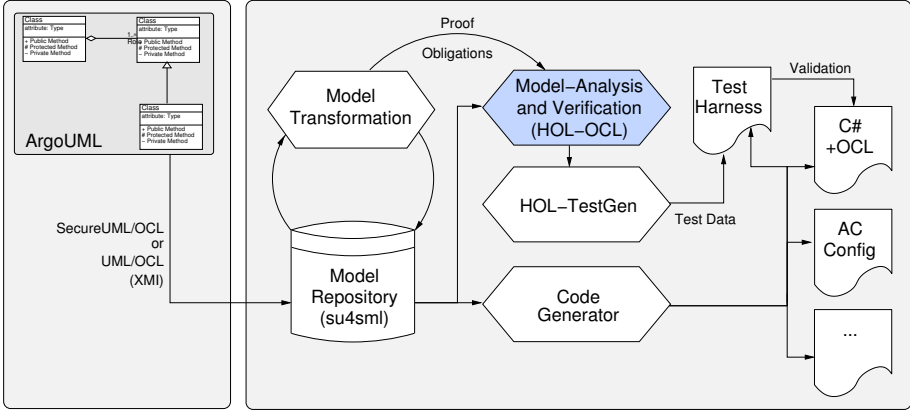 Class
attribute: Type
+ Public Method
# Protected Method
− Private Method
1..*
Role
Class
attribute: Type
+ Public Method
# Protected Method
− Private Method
Class
attribute: Type
+ Public Method
# Protected Method
− Private Method
ArgoUML
SecureUML/OCL
or
UML/OCL
(XMI)
Proof
Obligations
Model
Transformation
Model−Analysis
and Verification
(HOL−OCL)
Test
Harness
Validation
C#
+OCL
HOL−TestGen
Test Data
AC
Config
Model
Repository
(su4sml)
Code
Generator
...